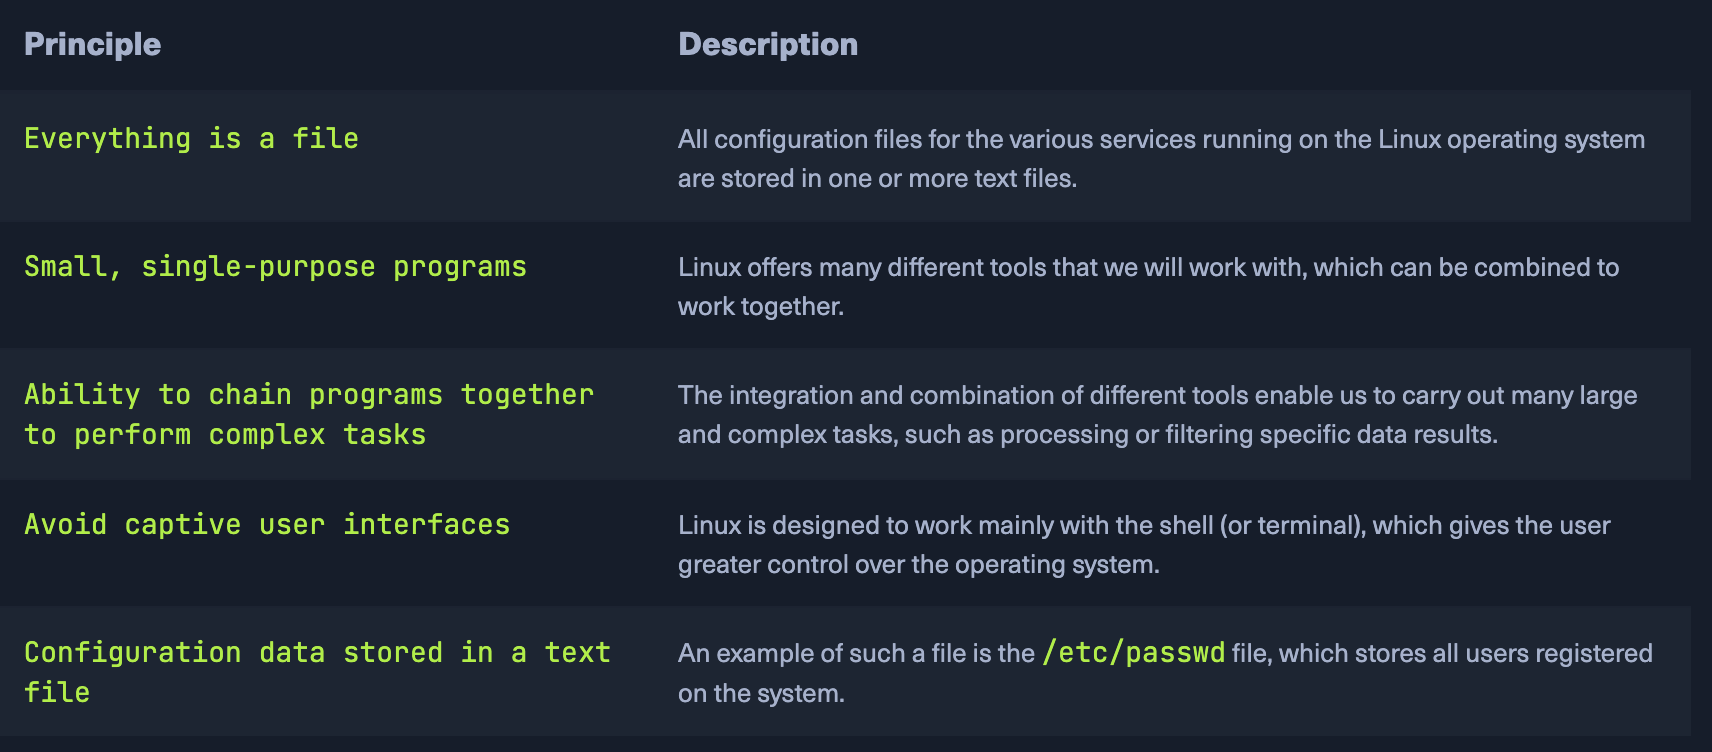 Principle
Description
Everything is a file
All configuration files for the various services running on the Linux operating system
are stored in one or more text files.
Small, single-purpose programs
Linux offers many different tools that we will work with, which can be combined to
work together.
Ability to chain programs together
to perform complex tasks
The integration and combination of different tools enable us to carry out many large
and complex tasks, such as processing or filtering specific data results.
Avoid captive user interfaces
Linux is designed to work mainly with the shell (or terminal), which gives the user
greater control over the operating system.
Configuration data stored in a text
file
An example of such a file is the /etc/passwd file, which stores all users registered
on the system.